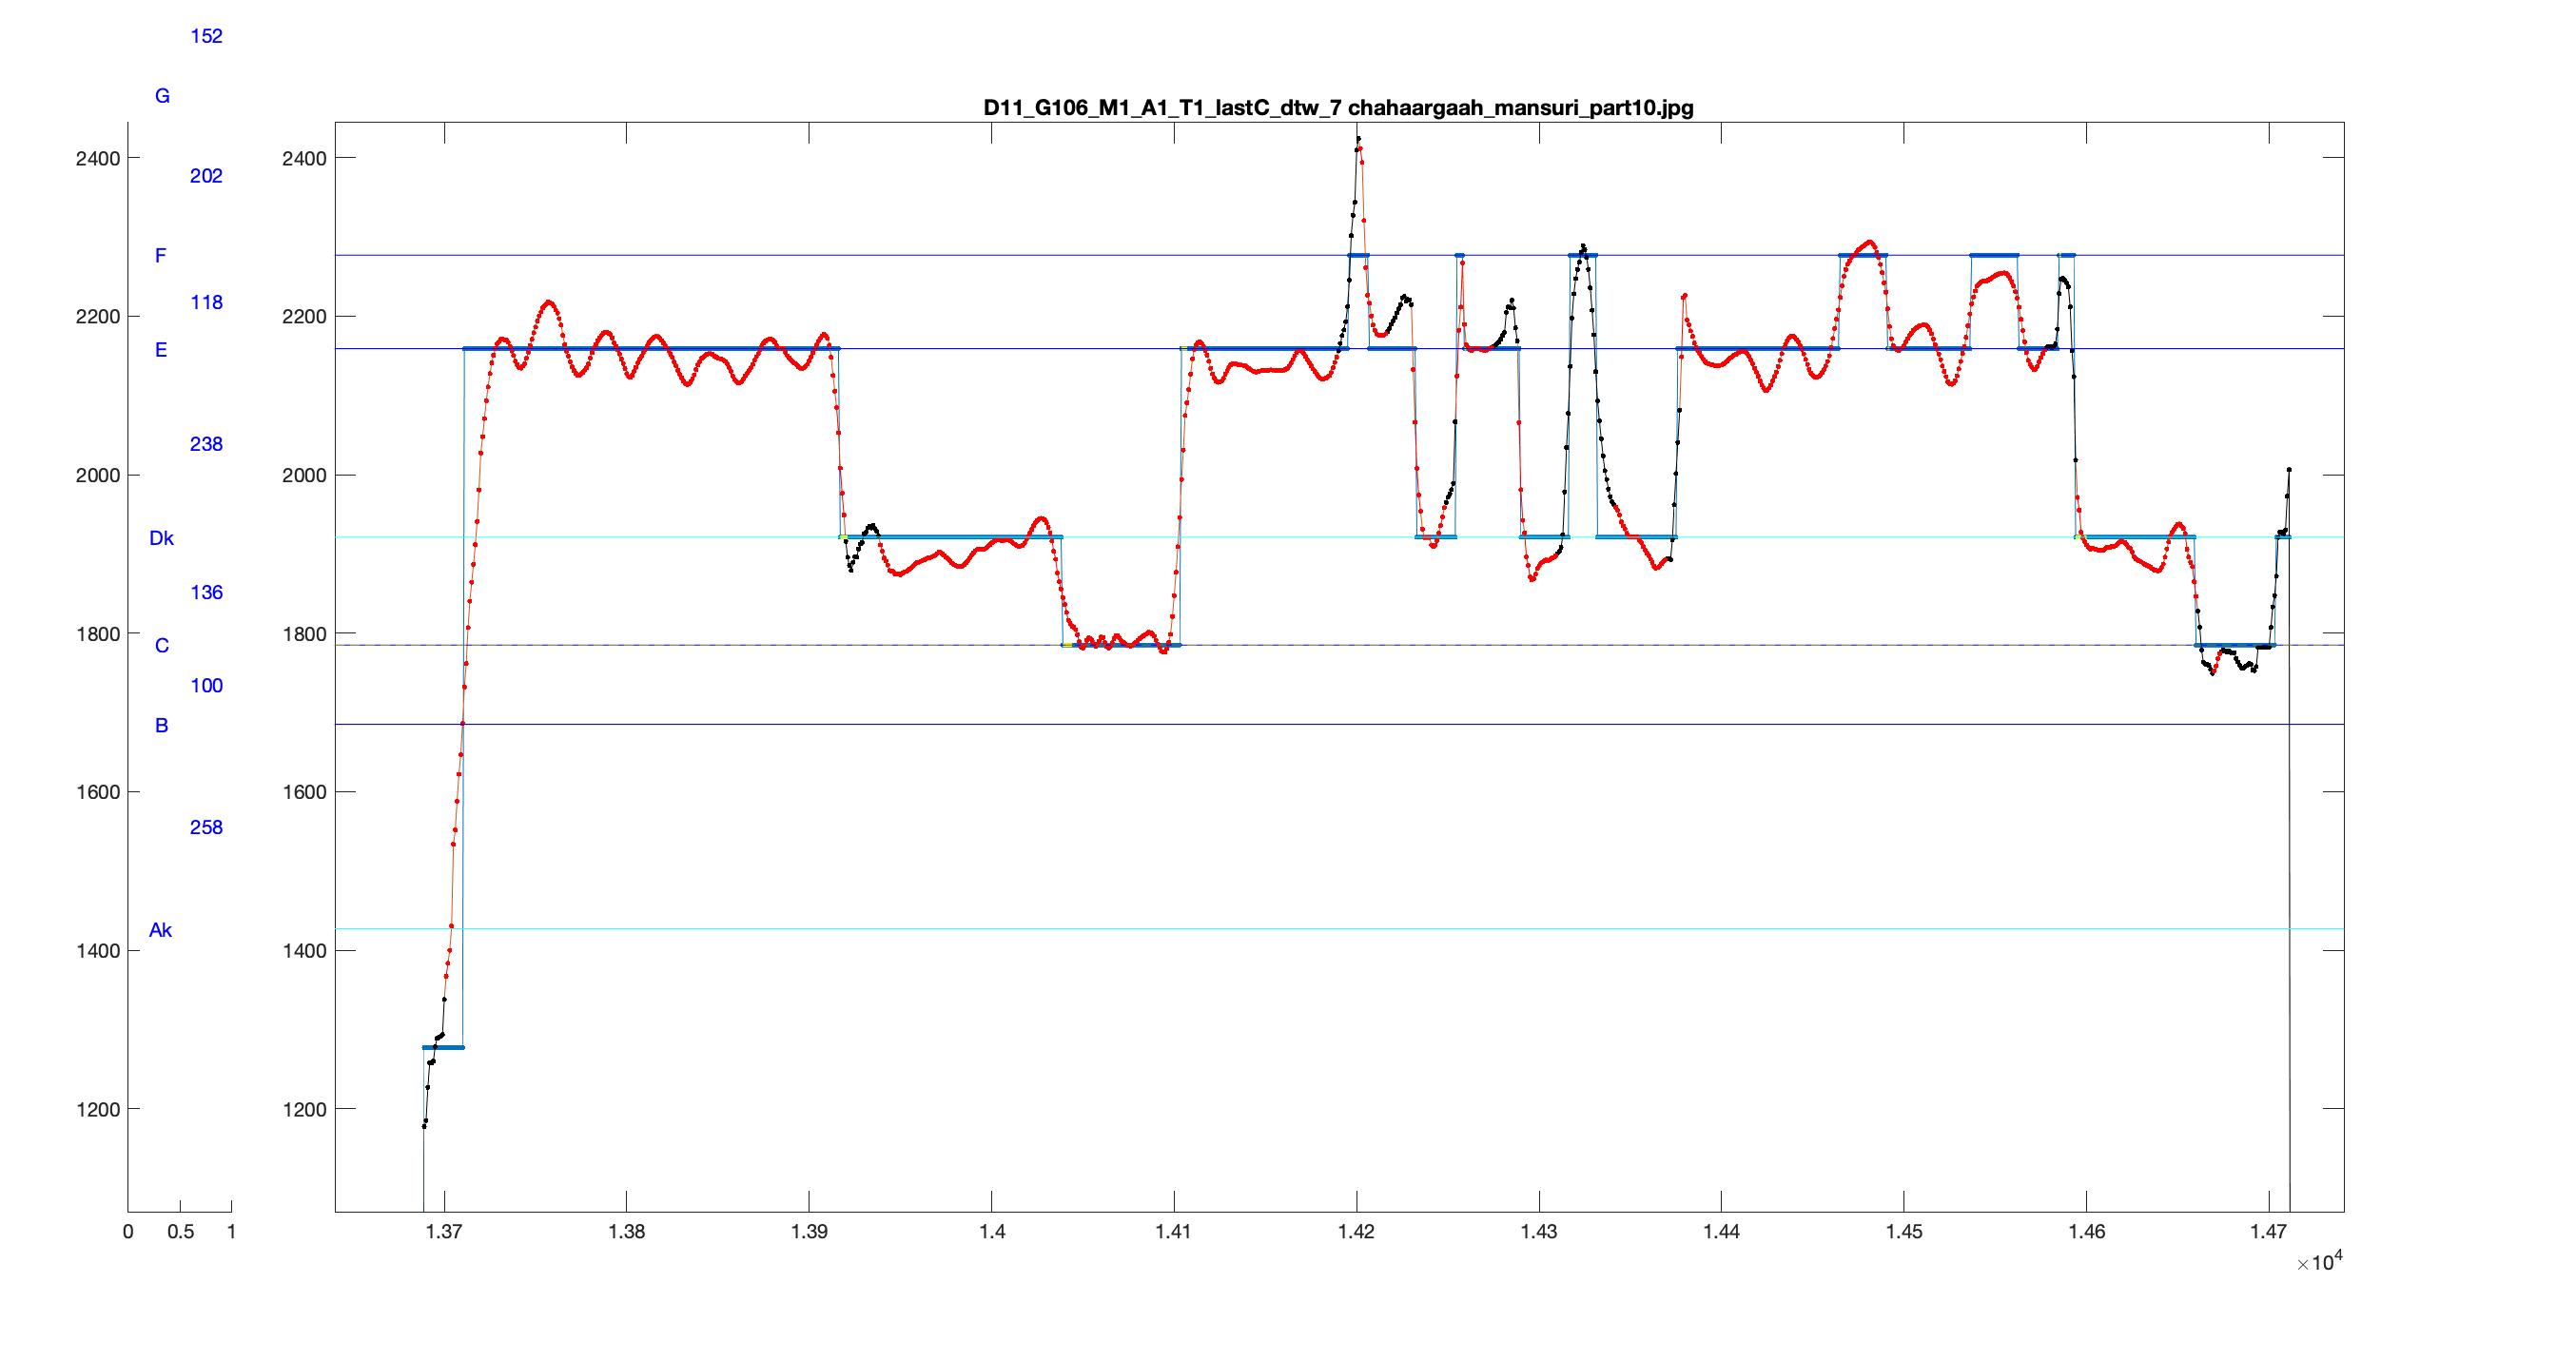 152
G
D11_G106_M1_A1_T1_lastC_dtw_7 chahaargaah_mansuri_part10.jpg
2400 2400
202
F
118
2200 2200
E
238
2000 2000
Dk
136
1800 1800
C
100
B
1600 1600
258
Ak
1400 1400
1200 1200
0 0.5 1 1.37 1.38 1.39 1.4 1.41 1.42 1.43 1.44 1.45 1.46 1.47
×10^4